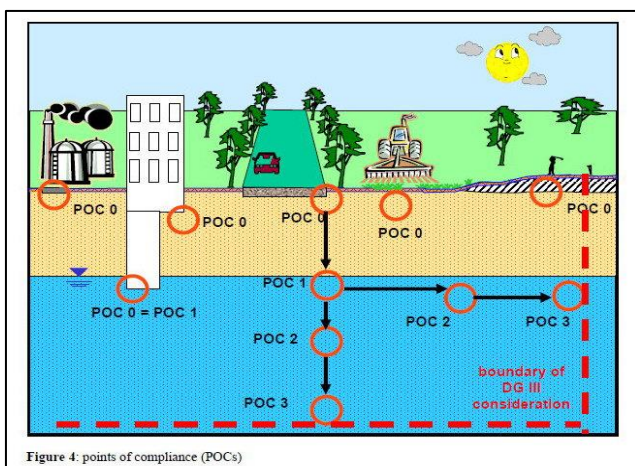 POC 0
POC 0
POC 0
POC 0
POC 0
POC 1
POC 0 = POC 1
POC 2
POC 3
POC 2
POC 3
boundary of
DG III
consideration
Figure 4: points of compliance (POCs)